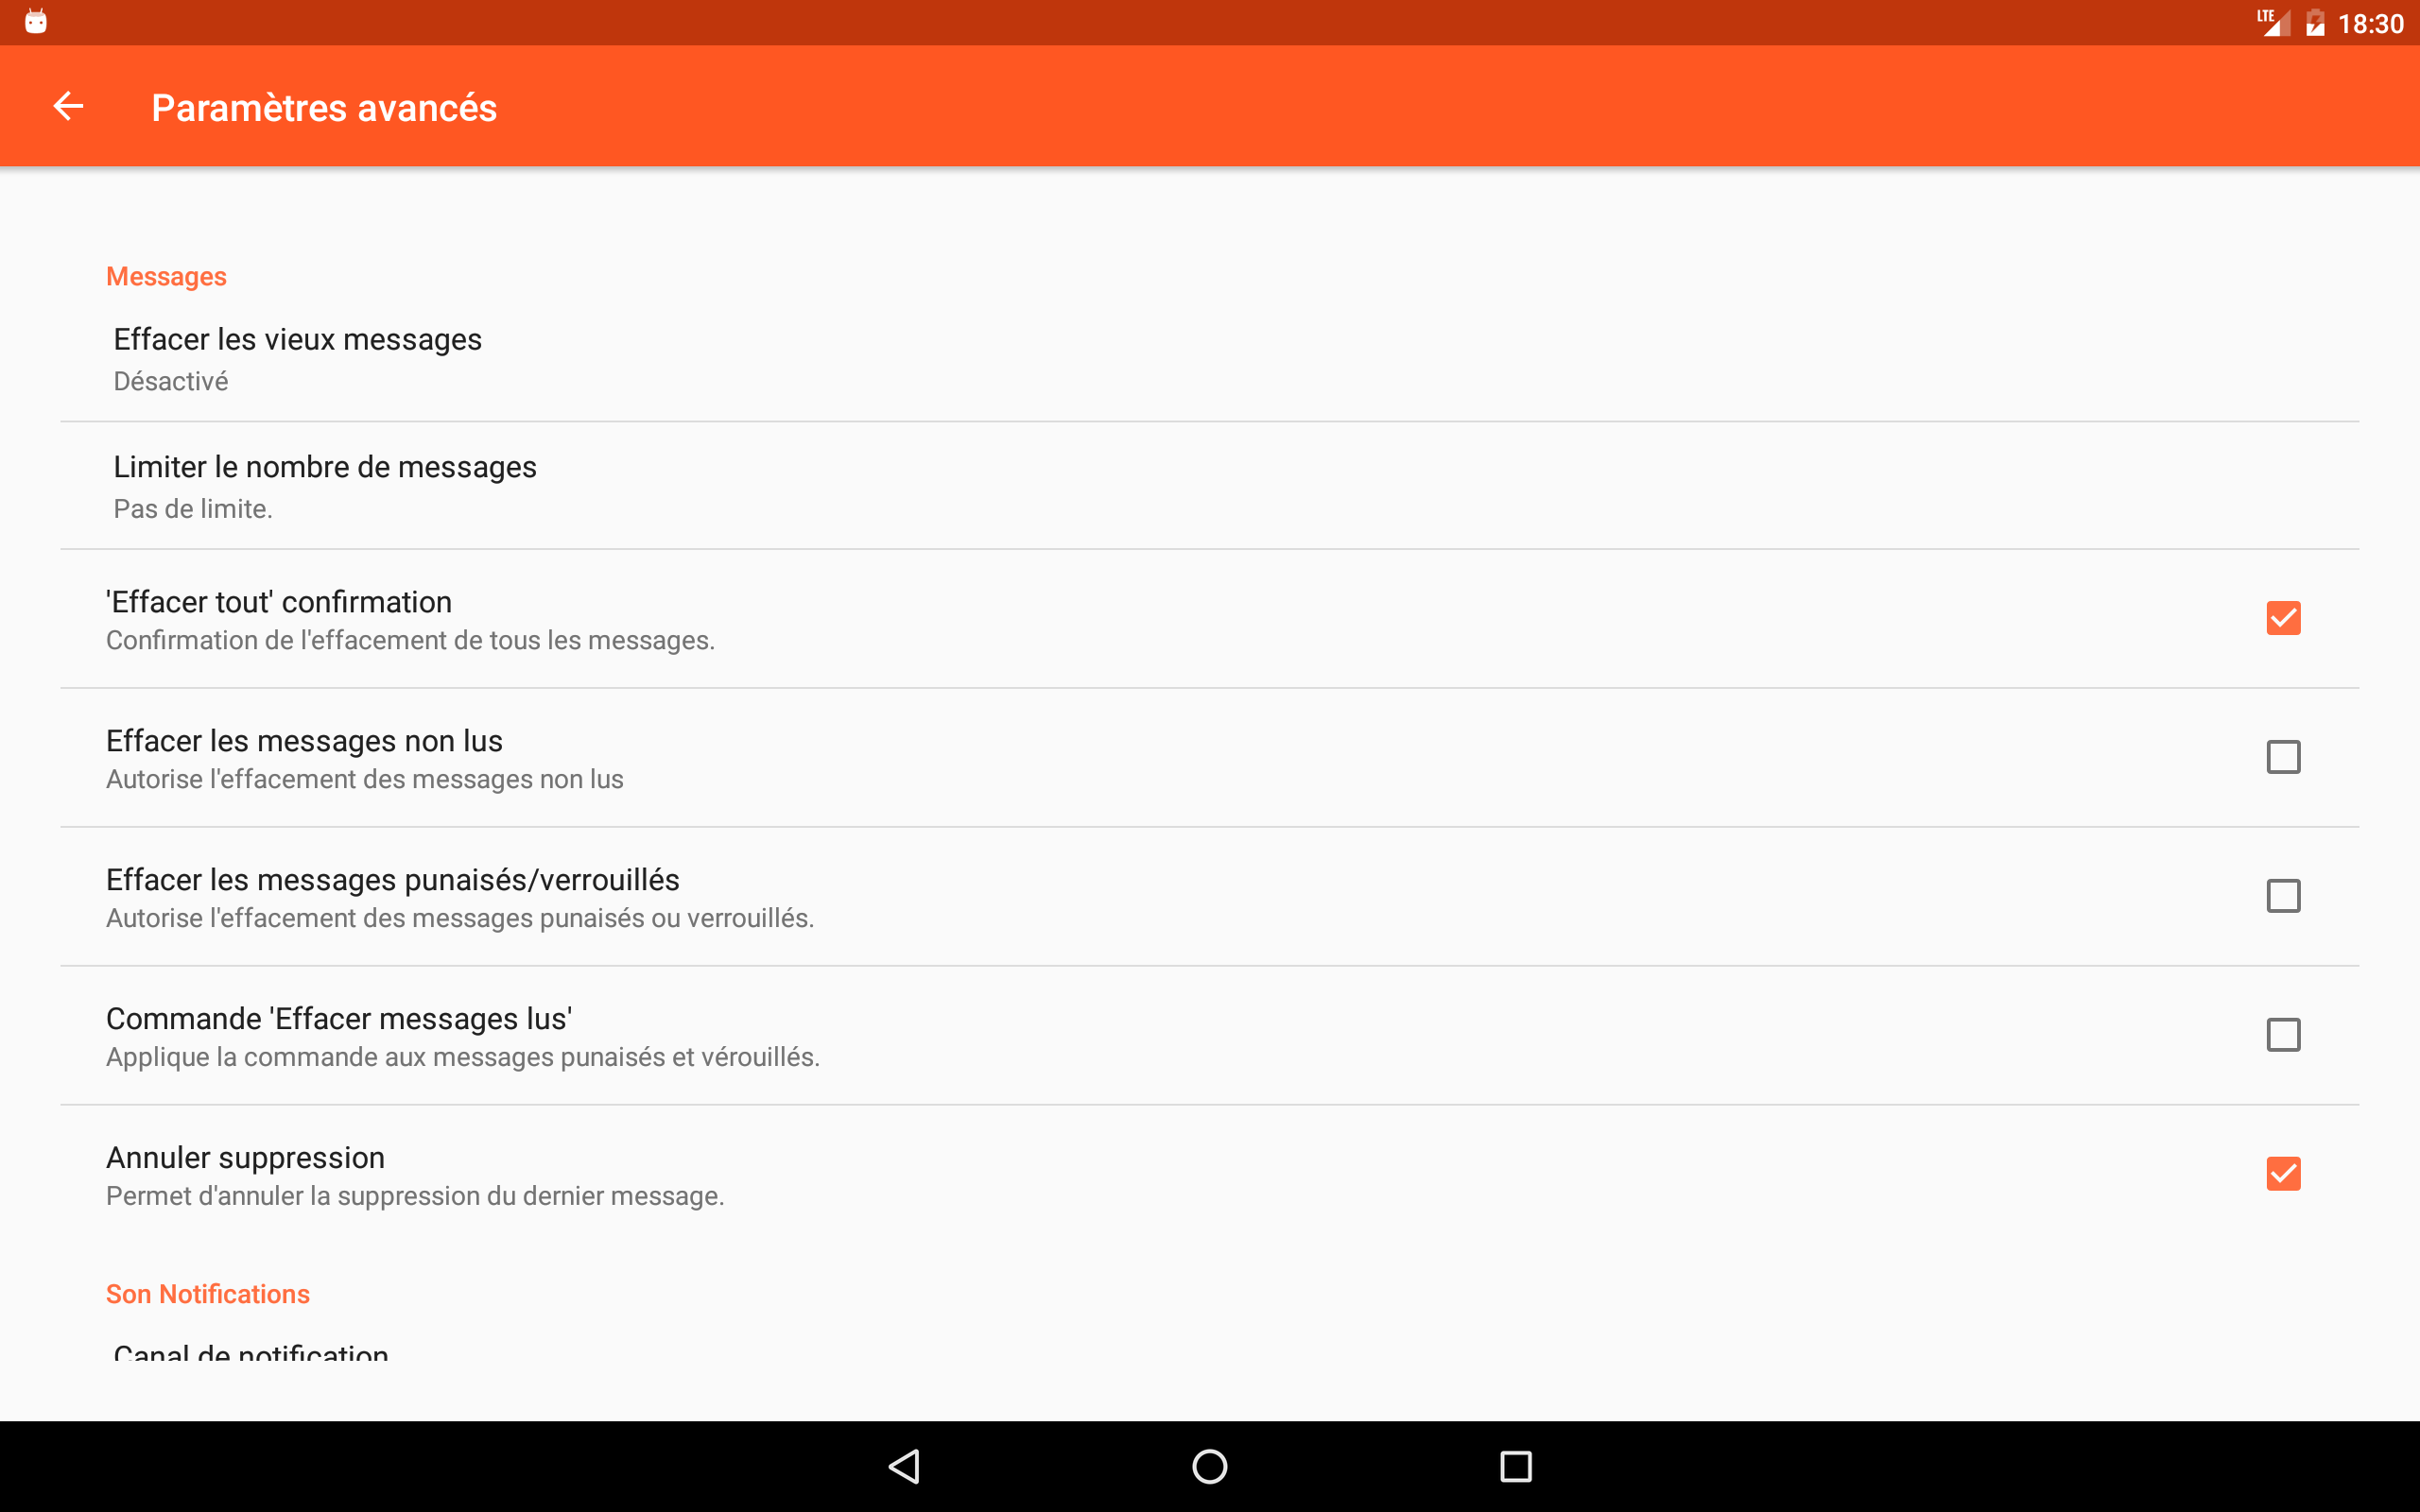 LTE 18:30
Paramètres avancés
Messages
Effacer les vieux messages
Désactivé
Limiter le nombre de messages
Pas de limite.
'Effacer tout' confirmation
Confirmation de l'effacement de tous les messages.
Effacer les messages non lus
Autorise l'effacement des messages non lus
Effacer les messages punaisés/verrouillés
Autorise l'effacement des messages punaisés ou verrouillés.
Commande 'Effacer messages lus'
Applique la commande aux messages punaisés et vérouillés.
Annuler suppression
Permet d'annuler la suppression du dernier message.
Son Notifications
Canal de notification